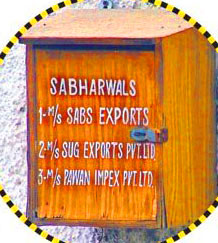 SABHARWALS
1-M/s SABS EXPORTS
2-M/s SUG EXPORTS PVT.LTD.
3-M/s PAWAN IMPEX PVT.LTD.